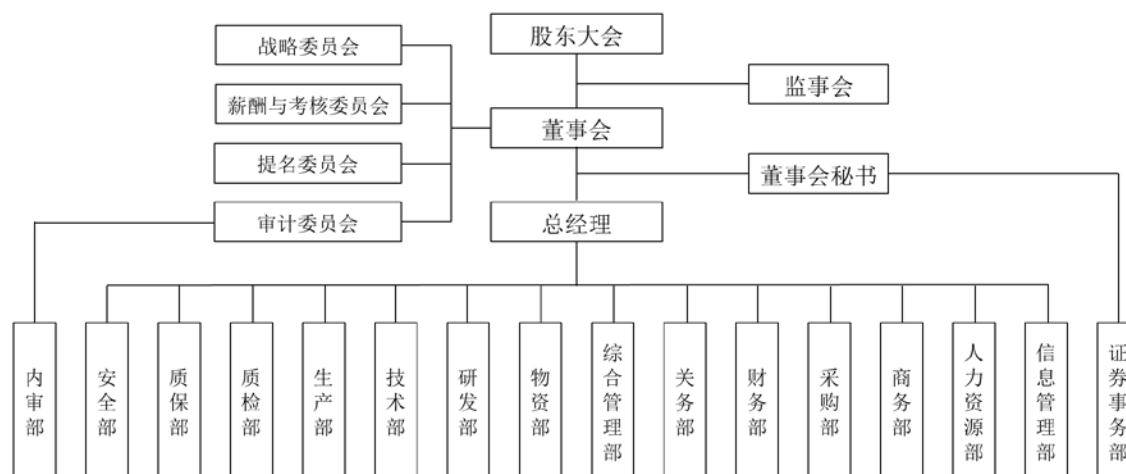 股东大会
战略委员会
监事会
薪酬与考核委员会
董事会
提名委员会
董事会秘书
审计委员会
总经理
内审部
安全部
质保部
质检部
生产部
技术部
研发部
物资部
综合管理部
关务部
财务部
采购部
商务部
人力资源部
信息管理部
证券事务部